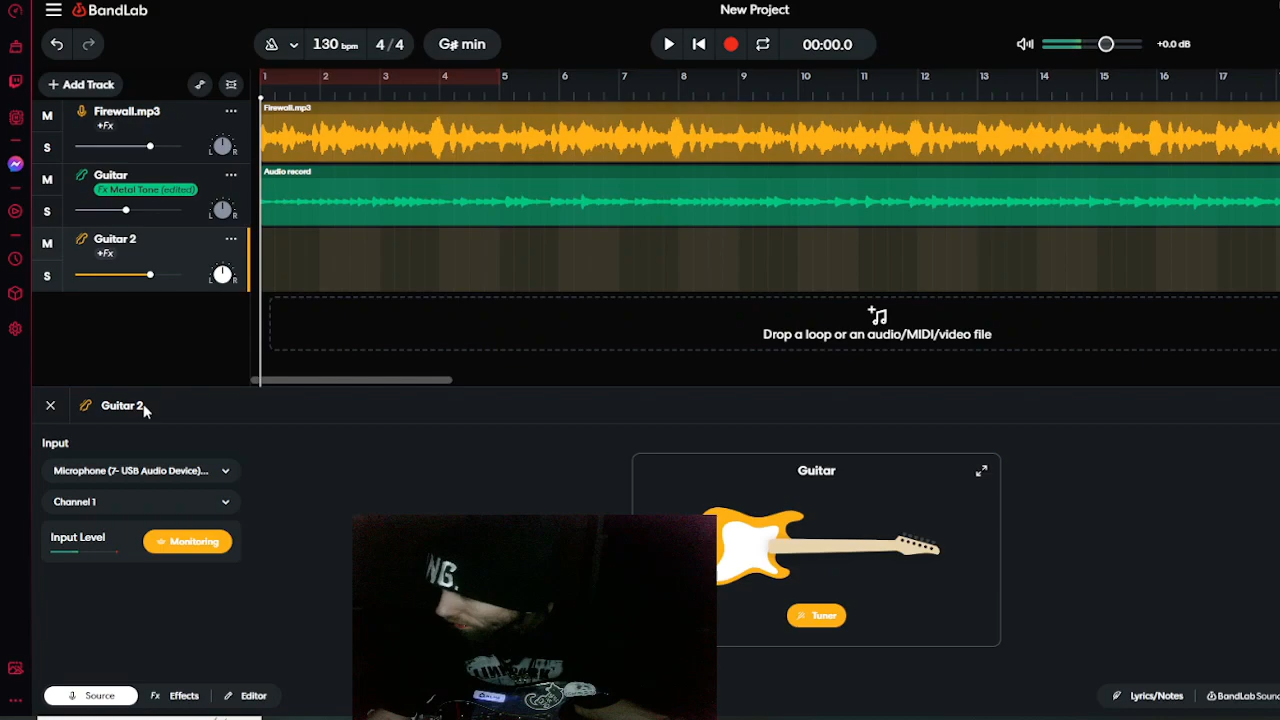 BandLab
New Project
130 bpm
4/4
G# min
00:00.0
+0.0 dB
+ Add Track
1 2 3 4 5 6 7 8 9 10 11 12 13 14 15 16 17
M
Firewall.mp3
+Fx
S
L R
Firewall.mp3
M
Guitar
Fx Metal Tone (edited)
S
L R
Audio record
M
Guitar 2
+Fx
S
L R
Drop a loop or an audio/MIDI/video file
Guitar 2
Input
Microphone (7- USB Audio Device)...
Channel 1
Input Level
Monitoring
Guitar
Tuner
NG.
Source
Fx Effects
Editor
Lyrics/Notes
BandLab Soun